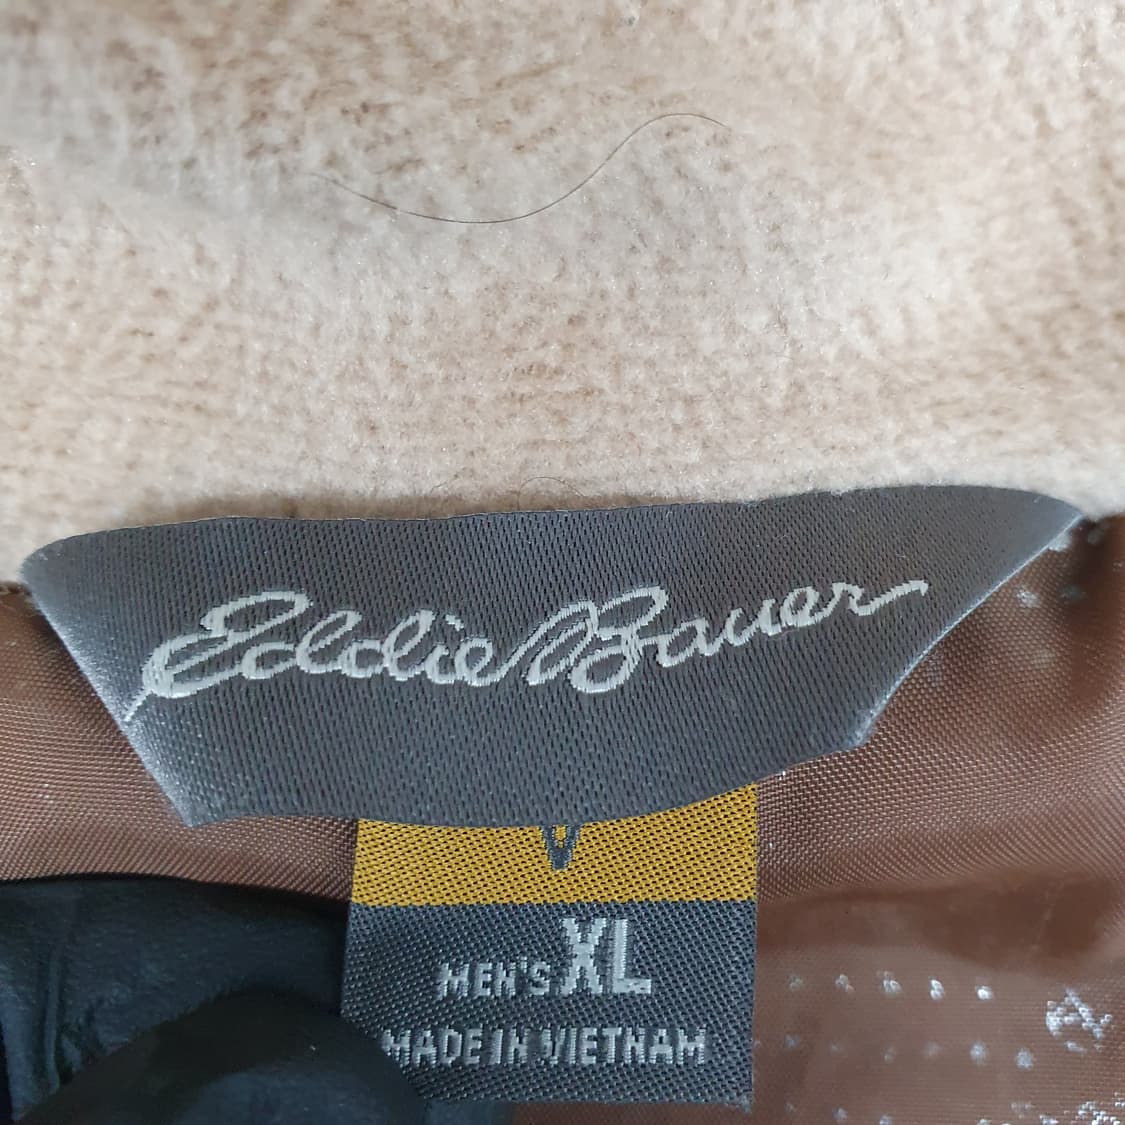 Eddie Bauer
MEN'S XL
MADE IN VIETNAM